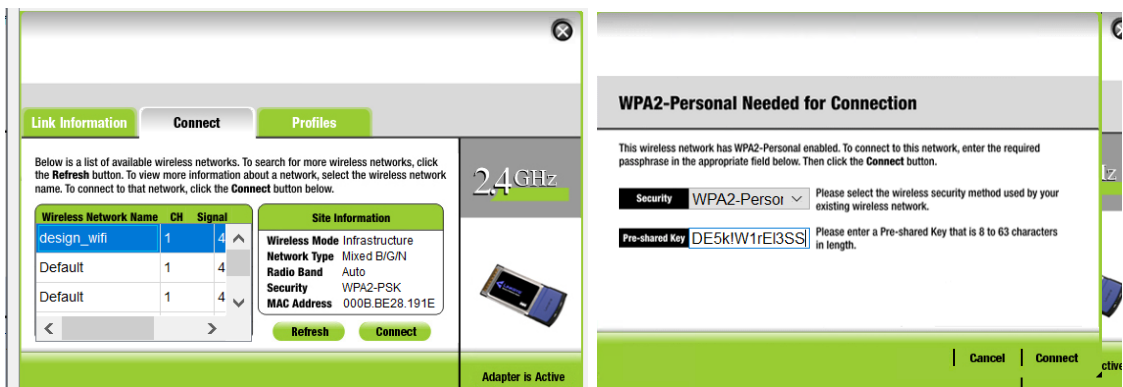 Link Information
Connect
Profiles
Below is a list of available wireless networks. To search for more wireless networks, click
the Refresh button. To view more information about a network, select the wireless network
name. To connect to that network, click the Connect button below.
Wireless Network Name CH Signal
design_wifi 1 4
Default 1 4
Default 1 4
Site Information
Wireless Mode Infrastructure
Network Type Mixed B/G/N
Radio Band Auto
Security WPA2-PSK
MAC Address 000B.BE28.191E
Refresh
Connect
2,4GHz
Adapter is Active
WPA2-Personal Needed for Connection
This wireless network has WPA2-Personal enabled. To connect to this network, enter the required
passphrase in the appropriate field below. Then click the Connect button.
Security WPA2-Persor
Please select the wireless security method used by your
existing wireless network.
Pre-shared Key DE5k!W1rEl3SS
Please enter a Pre-shared Key that is 8 to 63 characters
in length.
Cancel
Connect
lz
ctive